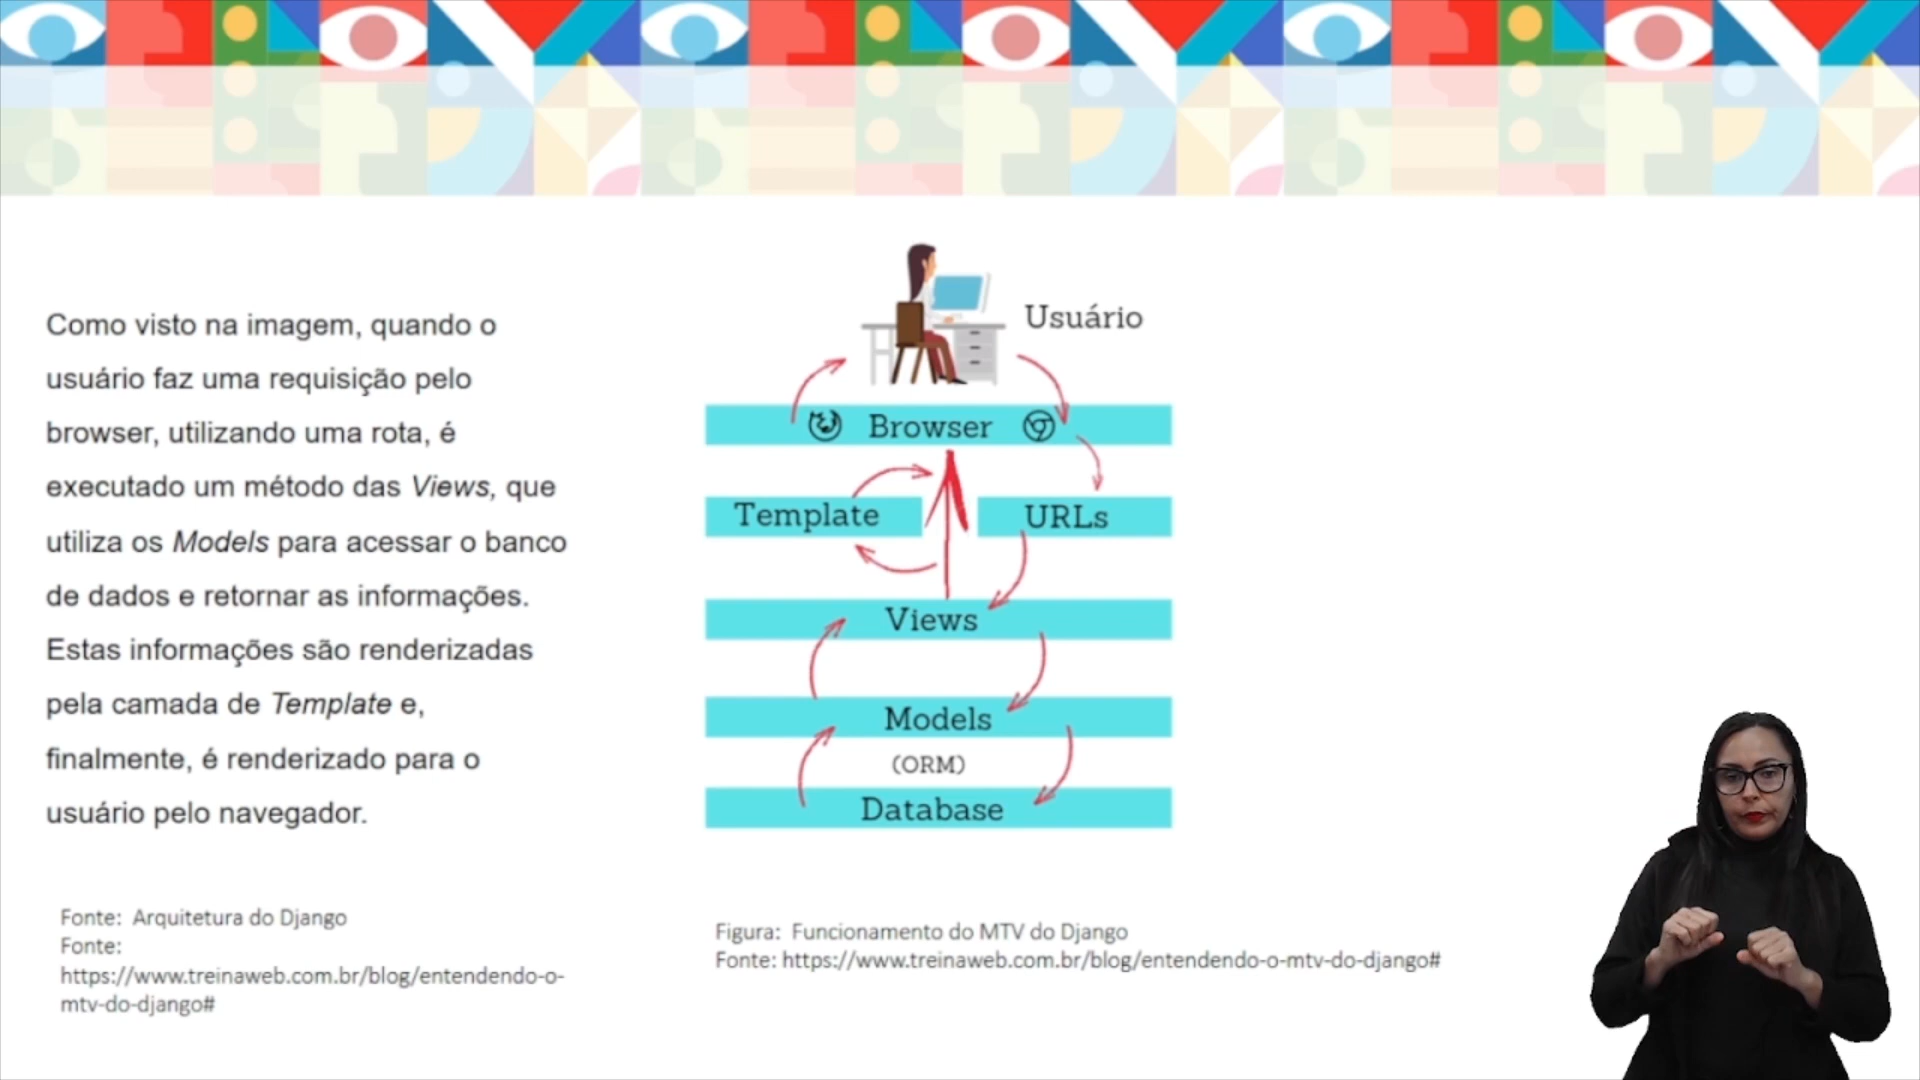 Como visto na imagem, quando o
usuário faz uma requisição pelo
browser, utilizando uma rota, é
executado um método das Views, que
utiliza os Models para acessar o banco
de dados e retornar as informações.
Estas informações são renderizadas
pela camada de Template e,
finalmente, é renderizado para o
usuário pelo navegador.
Fonte: Arquitetura do Django
Fonte:
https://www.treinaweb.com.br/blog/entendendo-o-
mtv-do-django#
Usuário
Browser
Template
URLs
Views
Models
(ORM)
Database
Figura: Funcionamento do MTV do Django
Fonte: https://www.treinaweb.com.br/blog/entendendo-o-mtv-do-django#